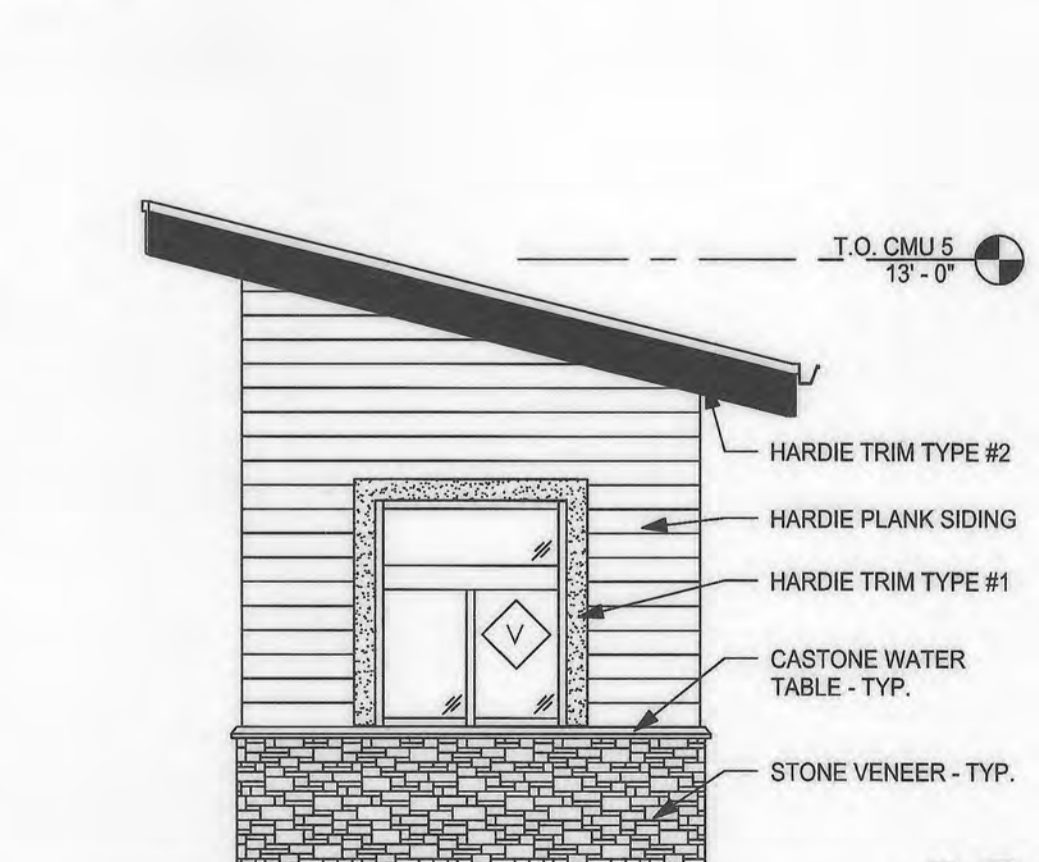 T.O. CMU 5
13' - 0"
HARDIE TRIM TYPE #2
HARDIE PLANK SIDING
HARDIE TRIM TYPE #1
V
CASTONE WATER
TABLE - TYP.
STONE VENEER - TYP.